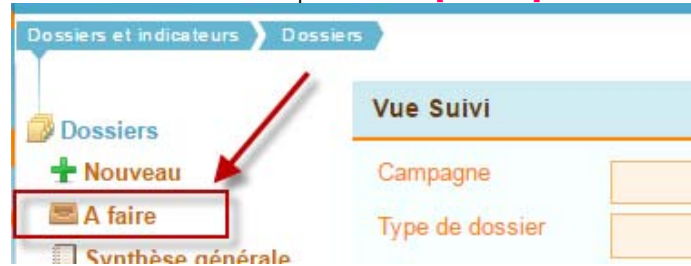 Dossiers et indicateurs Dossiers
Dossiers
Nouveau
A faire
Synthèse générale
Vue Suivi
Campagne
Type de dossier